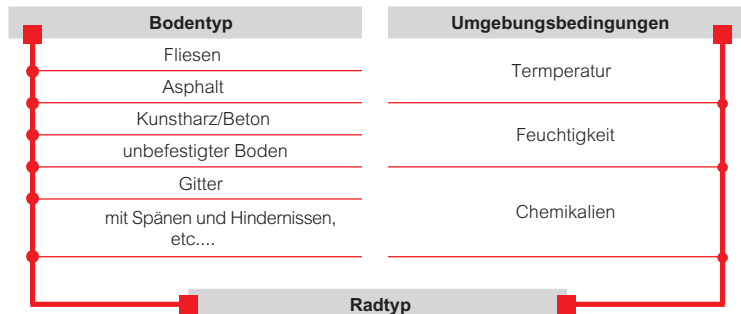 Bodentyp
Fliesen
Asphalt
Kunstharz/Beton
unbefestigter Boden
Gitter
mit Spänen und Hindernissen,
etc....
Umgebungsbedingungen
Termperatur
Feuchtigkeit
Chemikalien
Radtyp